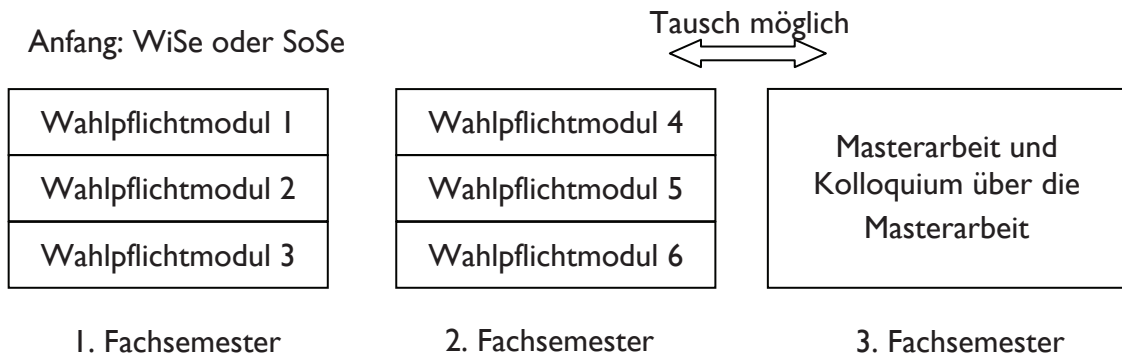 Anfang: WiSe oder SoSe
Tausch möglich
Wahlpflichtmodul 1
Wahlpflichtmodul 2
Wahlpflichtmodul 3
1. Fachsemester
Wahlpflichtmodul 4
Wahlpflichtmodul 5
Wahlpflichtmodul 6
2. Fachsemester
Masterarbeit und
Kolloquium über die
Masterarbeit
3. Fachsemester